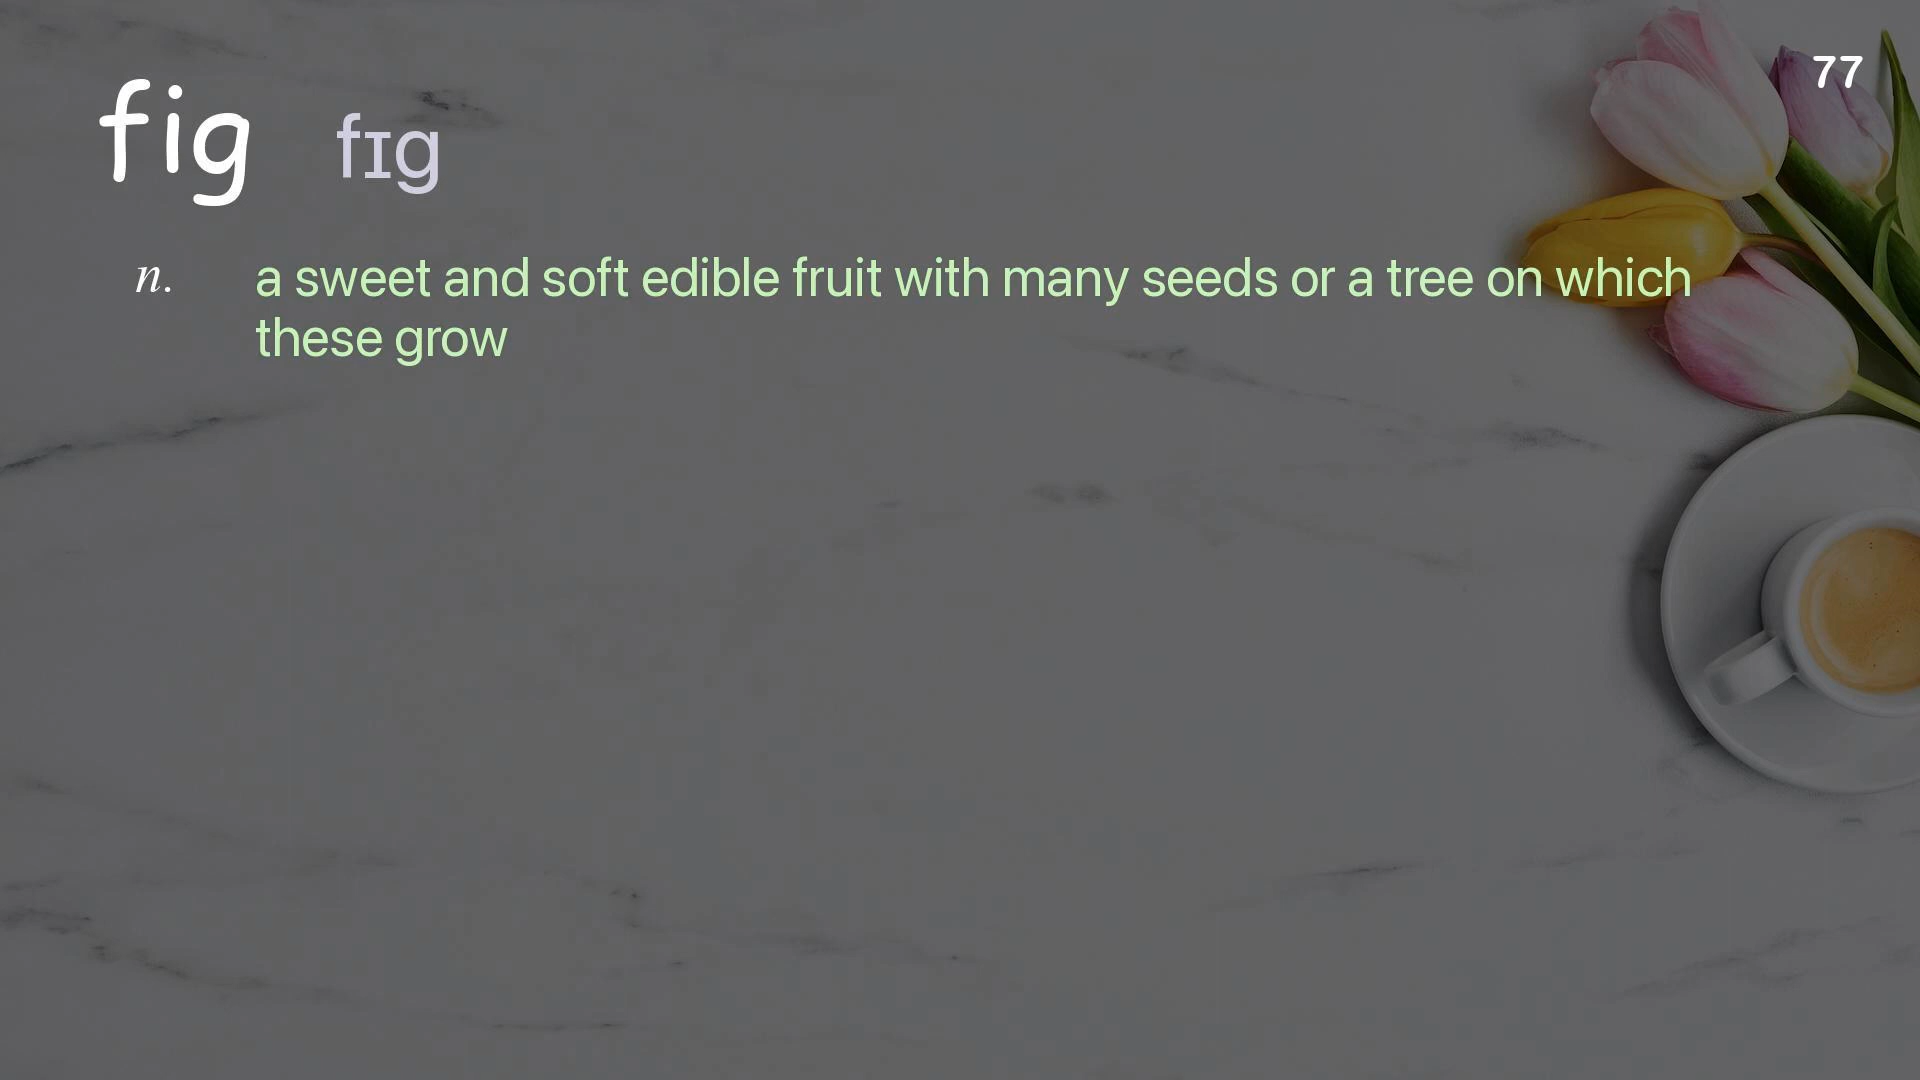 77
fig fɪg
n. a sweet and soft edible fruit with many seeds or a tree on which
these grow